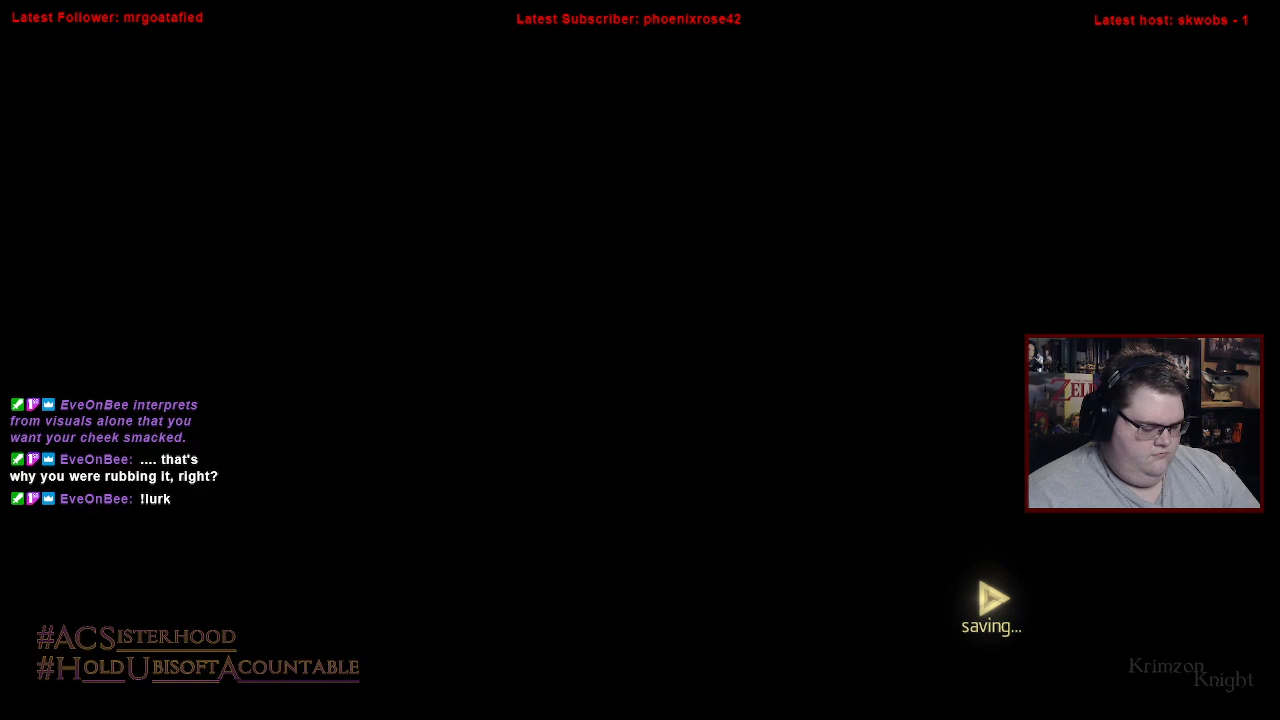 Latest Follower: mrgoatafied
Latest Subscriber: phoenixrose42
Latest host: skwobs - 1
EveOnBee interprets
from visuals alone that you
want your cheek smacked.
EveOnBee: .... that's
why you were rubbing it, right?
EveOnBee: !lurk
ZEL
saving...
#ACSISTERHOOD
#HOLDUBISOFTACOUNTABLE
Krimzon
Knight